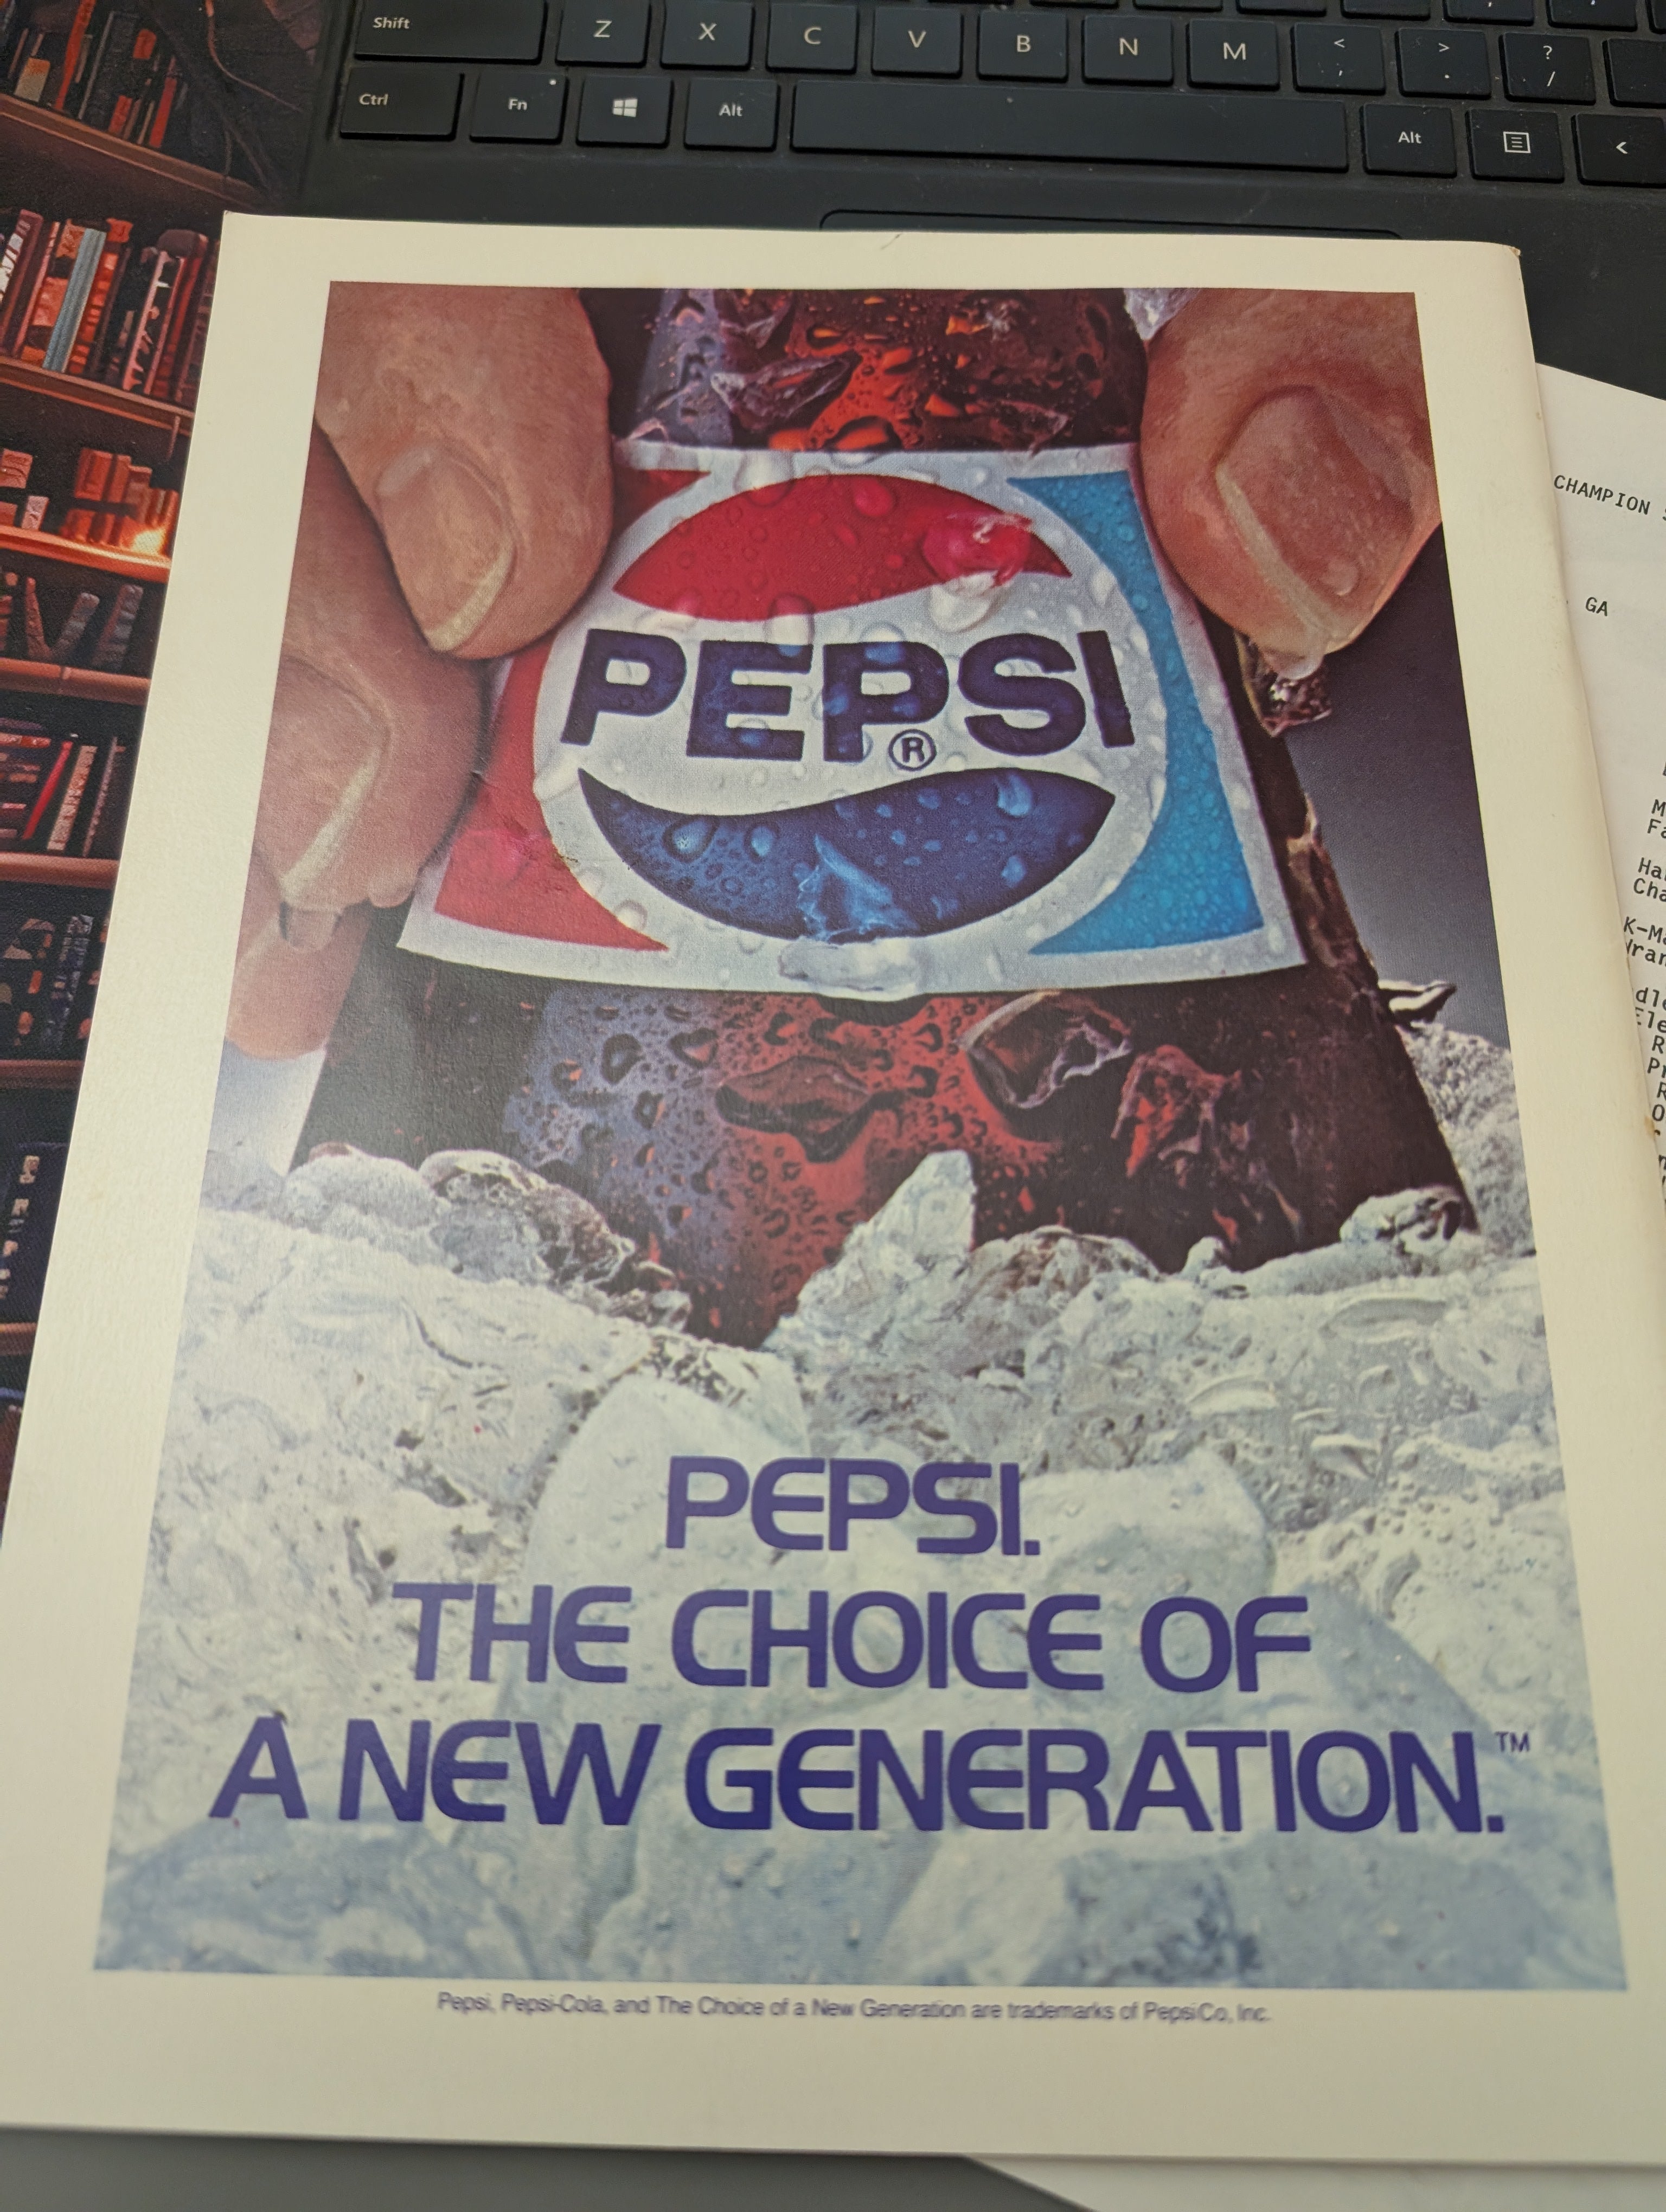 Shift Z X C V B N M < , > . ? /
Ctrl Fn Alt Alt <
CHAMPION
GA
PEPSI
®
PEPSI.
THE CHOICE OF
A NEW GENERATION.™
Pepsi, Pepsi-Cola, and The Choice of a New Generation are trademarks of PepsiCo, Inc.